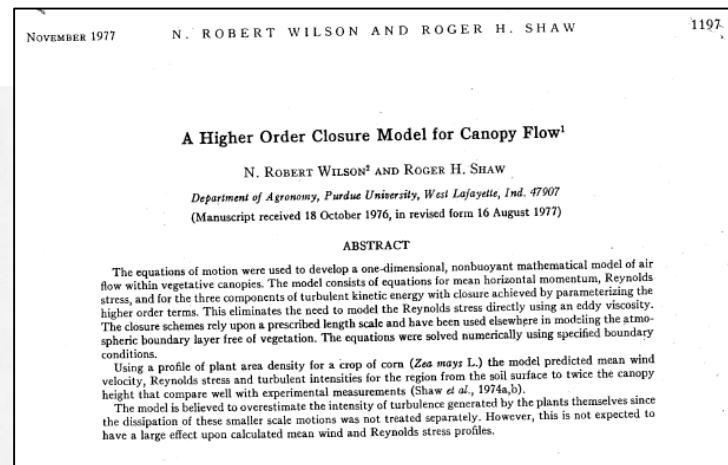 NOVEMBER 1977 N. ROBERT WILSON AND ROGER H. SHAW 1197
A Higher Order Closure Model for Canopy Flow¹
N. ROBERT WILSON² AND ROGER H. SHAW
Department of Agronomy, Purdue University, West Lafayette, Ind. 47907
(Manuscript received 18 October 1976, in revised form 16 August 1977)
ABSTRACT
The equations of motion were used to develop a one-dimensional, nonbuoyant mathematical model of air
flow within vegetative canopies. The model consists of equations for mean horizontal momentum, Reynolds
stress, and for the three components of turbulent kinetic energy with closure achieved by parameterizing the
higher order terms. This eliminates the need to model the Reynolds stress directly using an eddy viscosity.
The closure schemes rely upon a prescribed length scale and have been used elsewhere in modeling the atmo-
spheric boundary layer free of vegetation. The equations were solved numerically using specified boundary
conditions.
Using a profile of plant area density for a crop of corn (Zea mays L.) the model predicted mean wind
velocity, Reynolds stress and turbulent intensities for the region from the soil surface to twice the canopy
height that compare well with experimental measurements (Shaw et al., 1974a,b).
The model is believed to overestimate the intensity of turbulence generated by the plants themselves since
the dissipation of these smaller scale motions was not treated separately. However, this is not expected to
have a large effect upon calculated mean wind and Reynolds stress profiles.